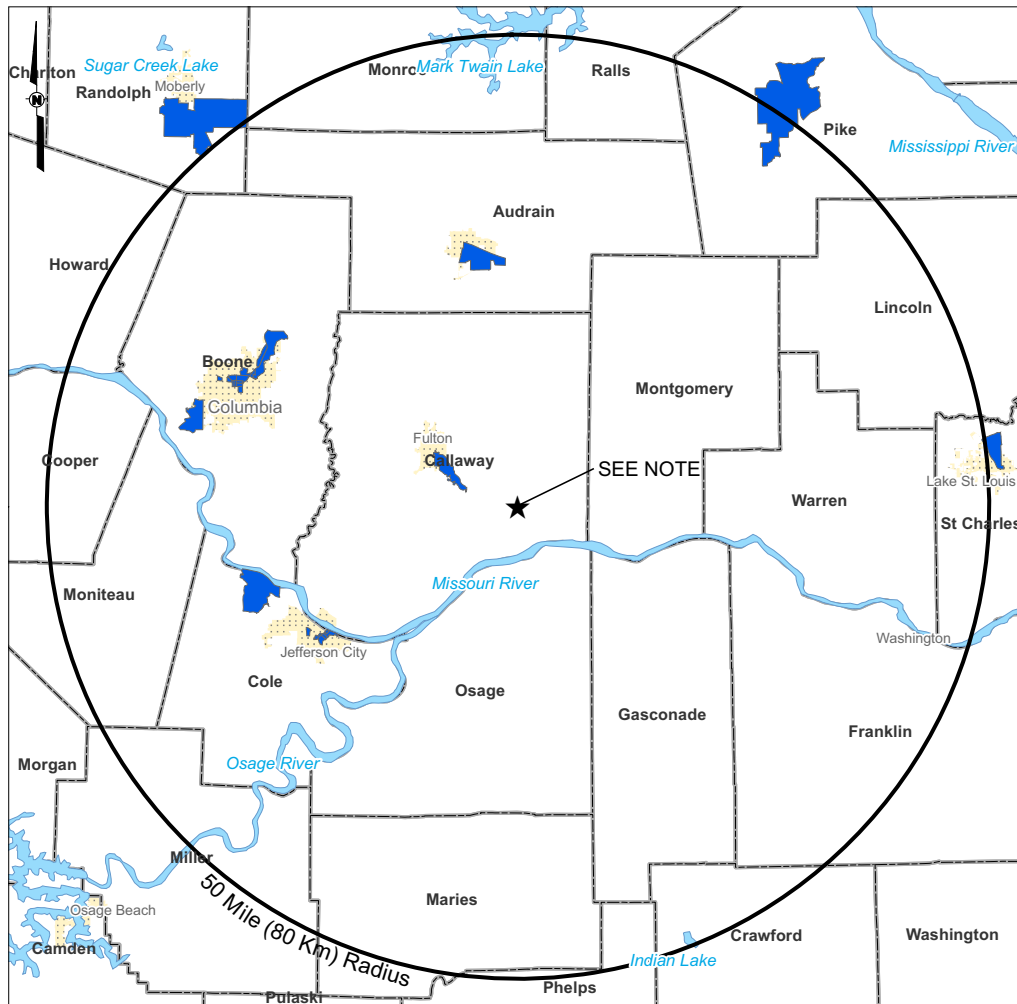 Chariton
Sugar Creek Lake
Moberly
Randolph
Monroe
Mark Twain Lake
Ralls
N
Pike
Mississippi River
Audrain
Howard
Lincoln
Boone
Columbia
Montgomery
Fulton
Callaway
Cooper
SEE NOTE
Lake St. Louis
Warren
St Charles
Moniteau
Missouri River
Washington
Jefferson City
Cole
Osage
Gasconade
Franklin
Morgan
Osage River
Miller
50 Mile (80 Km) Radius
Maries
Osage Beach
Camden
Crawford
Washington
Indian Lake
Phelps
Pulaski